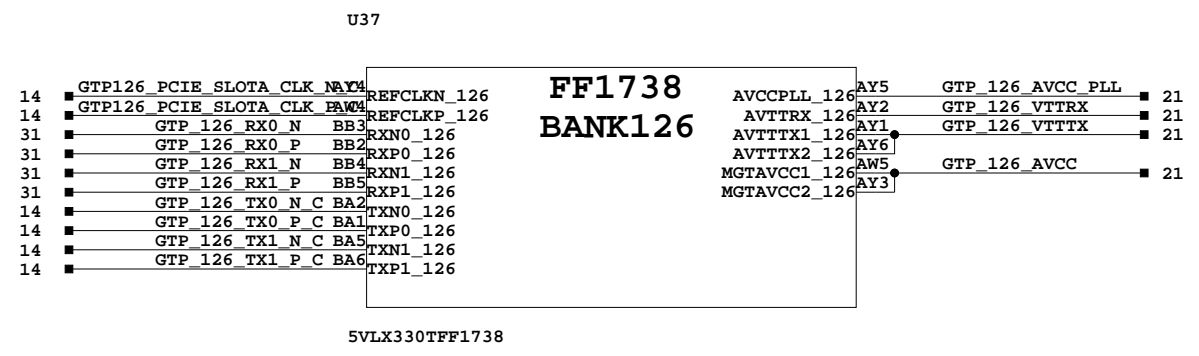 U37
FF1738
BANK126
14 GTP126_PCIE_SLOTA_CLK_N_C AY4 REFCLKN_126
14 GTP126_PCIE_SLOTA_CLK_P_C AW4 REFCLKP_126
31 GTP_126_RX0_N BB3 RXN0_126
31 GTP_126_RX0_P BB2 RXP0_126
31 GTP_126_RX1_N BB4 RXN1_126
31 GTP_126_RX1_P BB5 RXP1_126
14 GTP_126_TX0_N_C BA2 TXN0_126
14 GTP_126_TX0_P_C BA1 TXP0_126
14 GTP_126_TX1_N_C BA5 TXN1_126
14 GTP_126_TX1_P_C BA6 TXP1_126
AVCCPLL_126 AY5 GTP_126_AVCC_PLL 21
AVTTRX_126 AY2 GTP_126_VTTRX 21
AVTTTX1_126 AY1 GTP_126_VTTTX 21
AVTTTX2_126 AY6
MGTAVCC1_126 AW5 GTP_126_AVCC 21
MGTAVCC2_126 AY3
5VLX330TFF1738